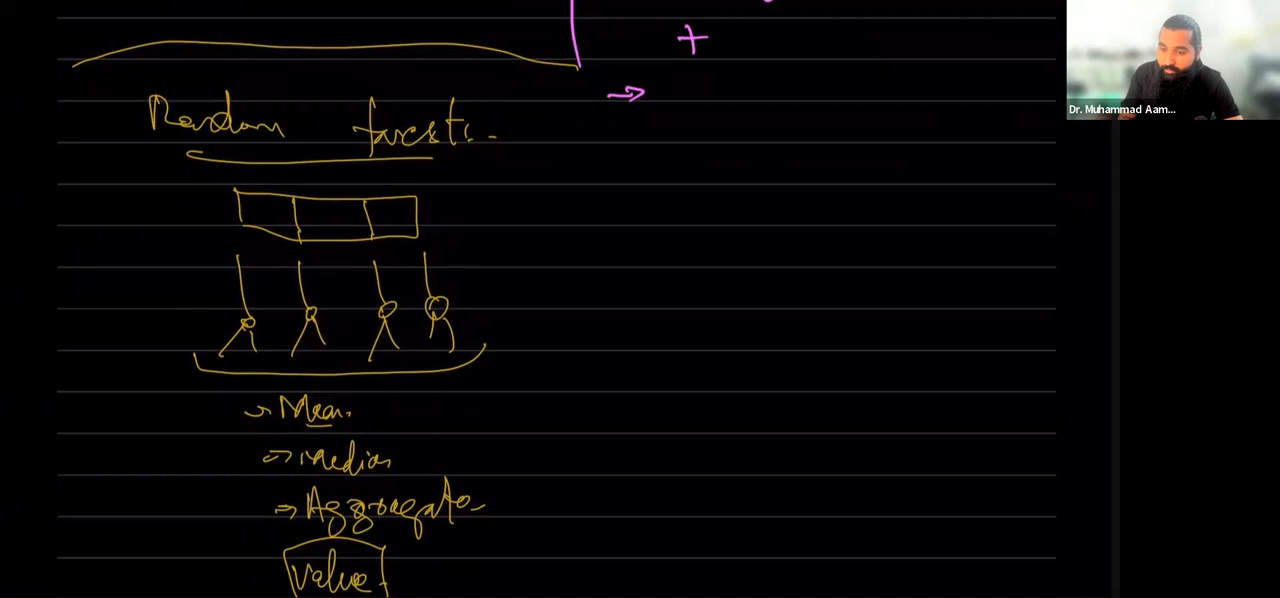 +
→
Dr. Muhammad Aam...
Random forest.
→ Mean.
→ median
→ Aggregate
Value